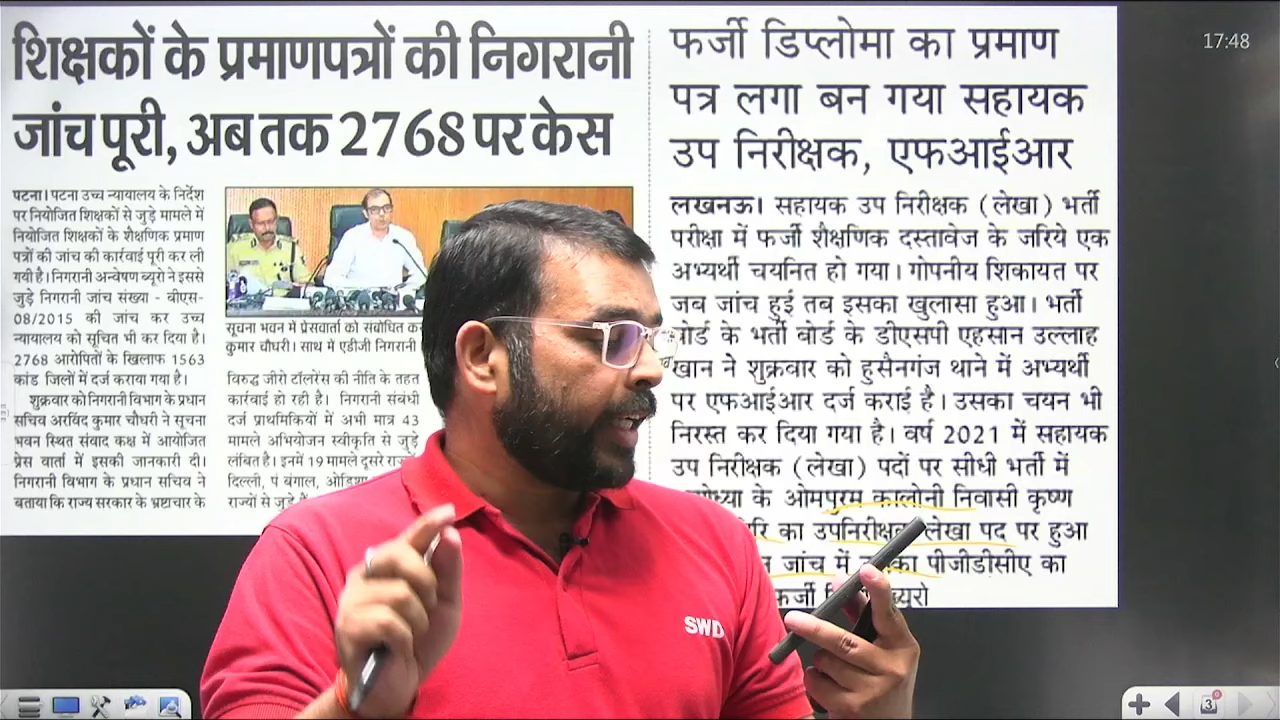 शिक्षकों के प्रमाणपत्रों की निगरानी
जांच पूरी, अब तक 2768 पर केस
पटना। पटना उच्च न्यायालय के निर्देश
पर नियोजित शिक्षकों से जुड़े मामले में
नियोजित शिक्षकों के शैक्षणिक प्रमाण
पत्रों की जांच की कार्रवाई पूरी कर ली
गयी है। निगरानी अन्वेषण ब्यूरो ने इससे
जुड़े निगरानी जांच संख्या - बीएस-
08/2015 की जांच कर उच्च
न्यायालय को सूचित भी कर दिया है।
2768 आरोपितों के खिलाफ 1563
कांड जिलों में दर्ज कराया गया है।
शुक्रवार को निगरानी विभाग के प्रधान
सचिव अरविंद कुमार चौधरी ने सूचना
भवन स्थित संवाद कक्ष में आयोजित
प्रेस वार्ता में इसकी जानकारी दी।
निगरानी विभाग के प्रधान सचिव ने
बताया कि राज्य सरकार के भ्रष्टाचार के
सूचना भवन में प्रेसवार्ता को संबोधित
कुमार चौधरी। साथ में एडीजी निगरानी
विरुद्ध जीरो टॉलरेंस की नीति के तहत
कार्रवाई हो रही है। निगरानी संबंधी
दर्ज प्राथमिकियों में अभी मात्र 43
मामले अभियोजन स्वीकृति से जुड़े
लंबित है। इनमें 19 मामले दूसरे
दिल्ली, पं बंगाल, ओडिशा
राज्यों से जुड़े
फर्जी डिप्लोमा का प्रमाण
पत्र लगा बन गया सहायक
उप निरीक्षक, एफआईआर
लखनऊ। सहायक उप निरीक्षक (लेखा) भर्ती
परीक्षा में फर्जी शैक्षणिक दस्तावेज के जरिये एक
अभ्यर्थी चयनित हो गया। गोपनीय शिकायत पर
जब जांच हुई तब इसका खुलासा हुआ। भर्ती
बोर्ड के भर्ती बोर्ड के डीएसपी एहसान उल्लाह
खान ने शुक्रवार को हुसैनगंज थाने में अभ्यर्थी
पर एफआईआर दर्ज कराई है। उसका चयन भी
निरस्त कर दिया गया है। वर्ष 2021 में सहायक
उप निरीक्षक (लेखा) पदों पर सीधी भर्ती में
के ओमपुरम कालोनी निवासी कृष्ण
का उपनिरीक्षक लेखा पद पर हुआ
जांच में पीजीडीसीए का
फर्जी
17:48
SWD
3